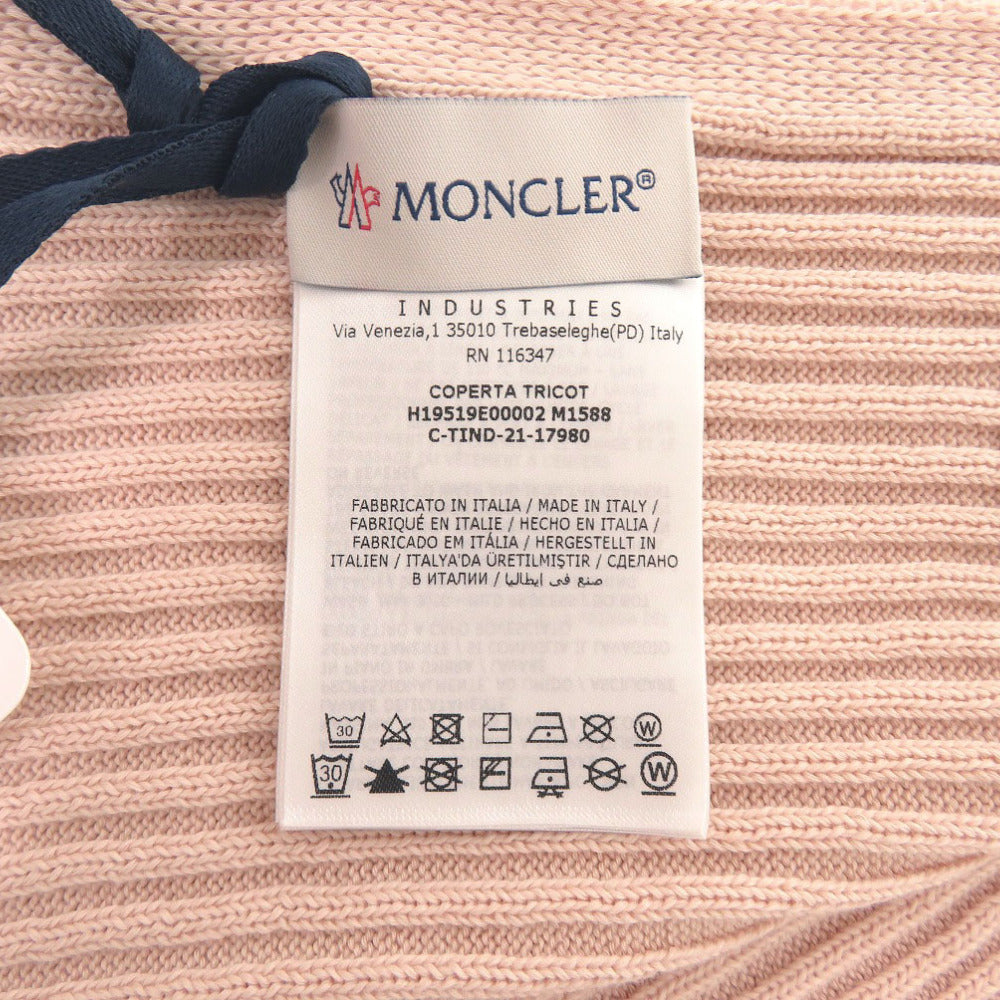 MONCLER®
INDUSTRIES
Via Venezia,1 35010 Trebaseleghe(PD) Italy
RN 116347
COPERTA TRICOT
H19519E00002 M1588
C-TIND-21-17980
FABBRICATO IN ITALIA / MADE IN ITALY /
FABRIQUÉ EN ITALIE / HECHO EN ITALIA /
FABRICADO EM ITÁLIA / HERGESTELLT IN
ITALIEN / ITALYA'DA ÜRETILMIŞTIR / СДЕЛАНО
В ИТАЛИИ / صنع في إيطاليا
30 W
30 W